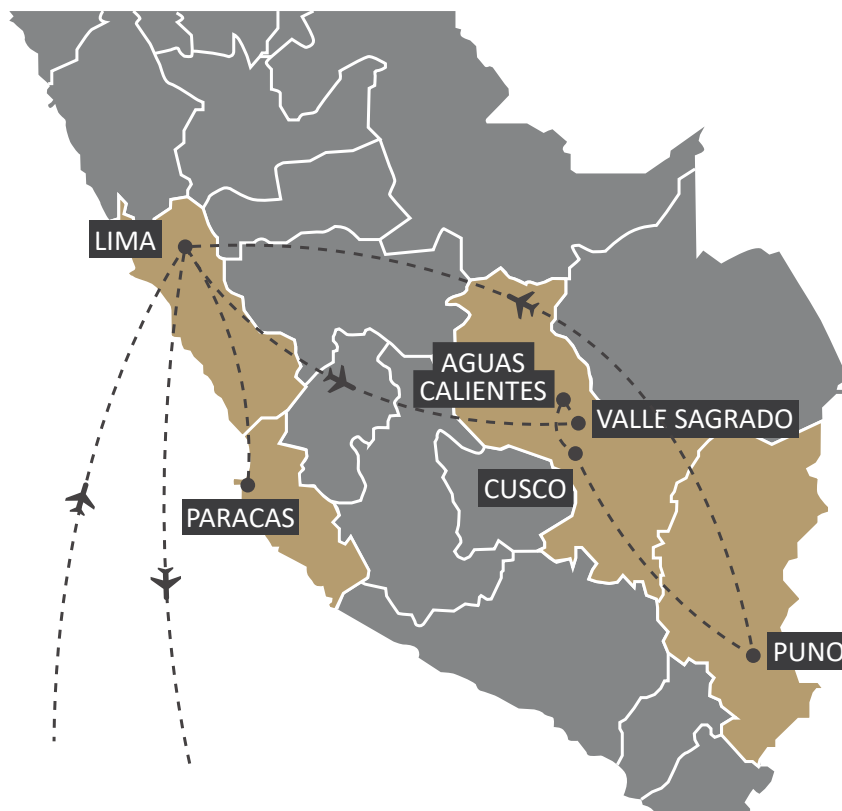 LIMA
AGUAS
CALIENTES
VALLE SAGRADO
CUSCO
PARACAS
PUNO